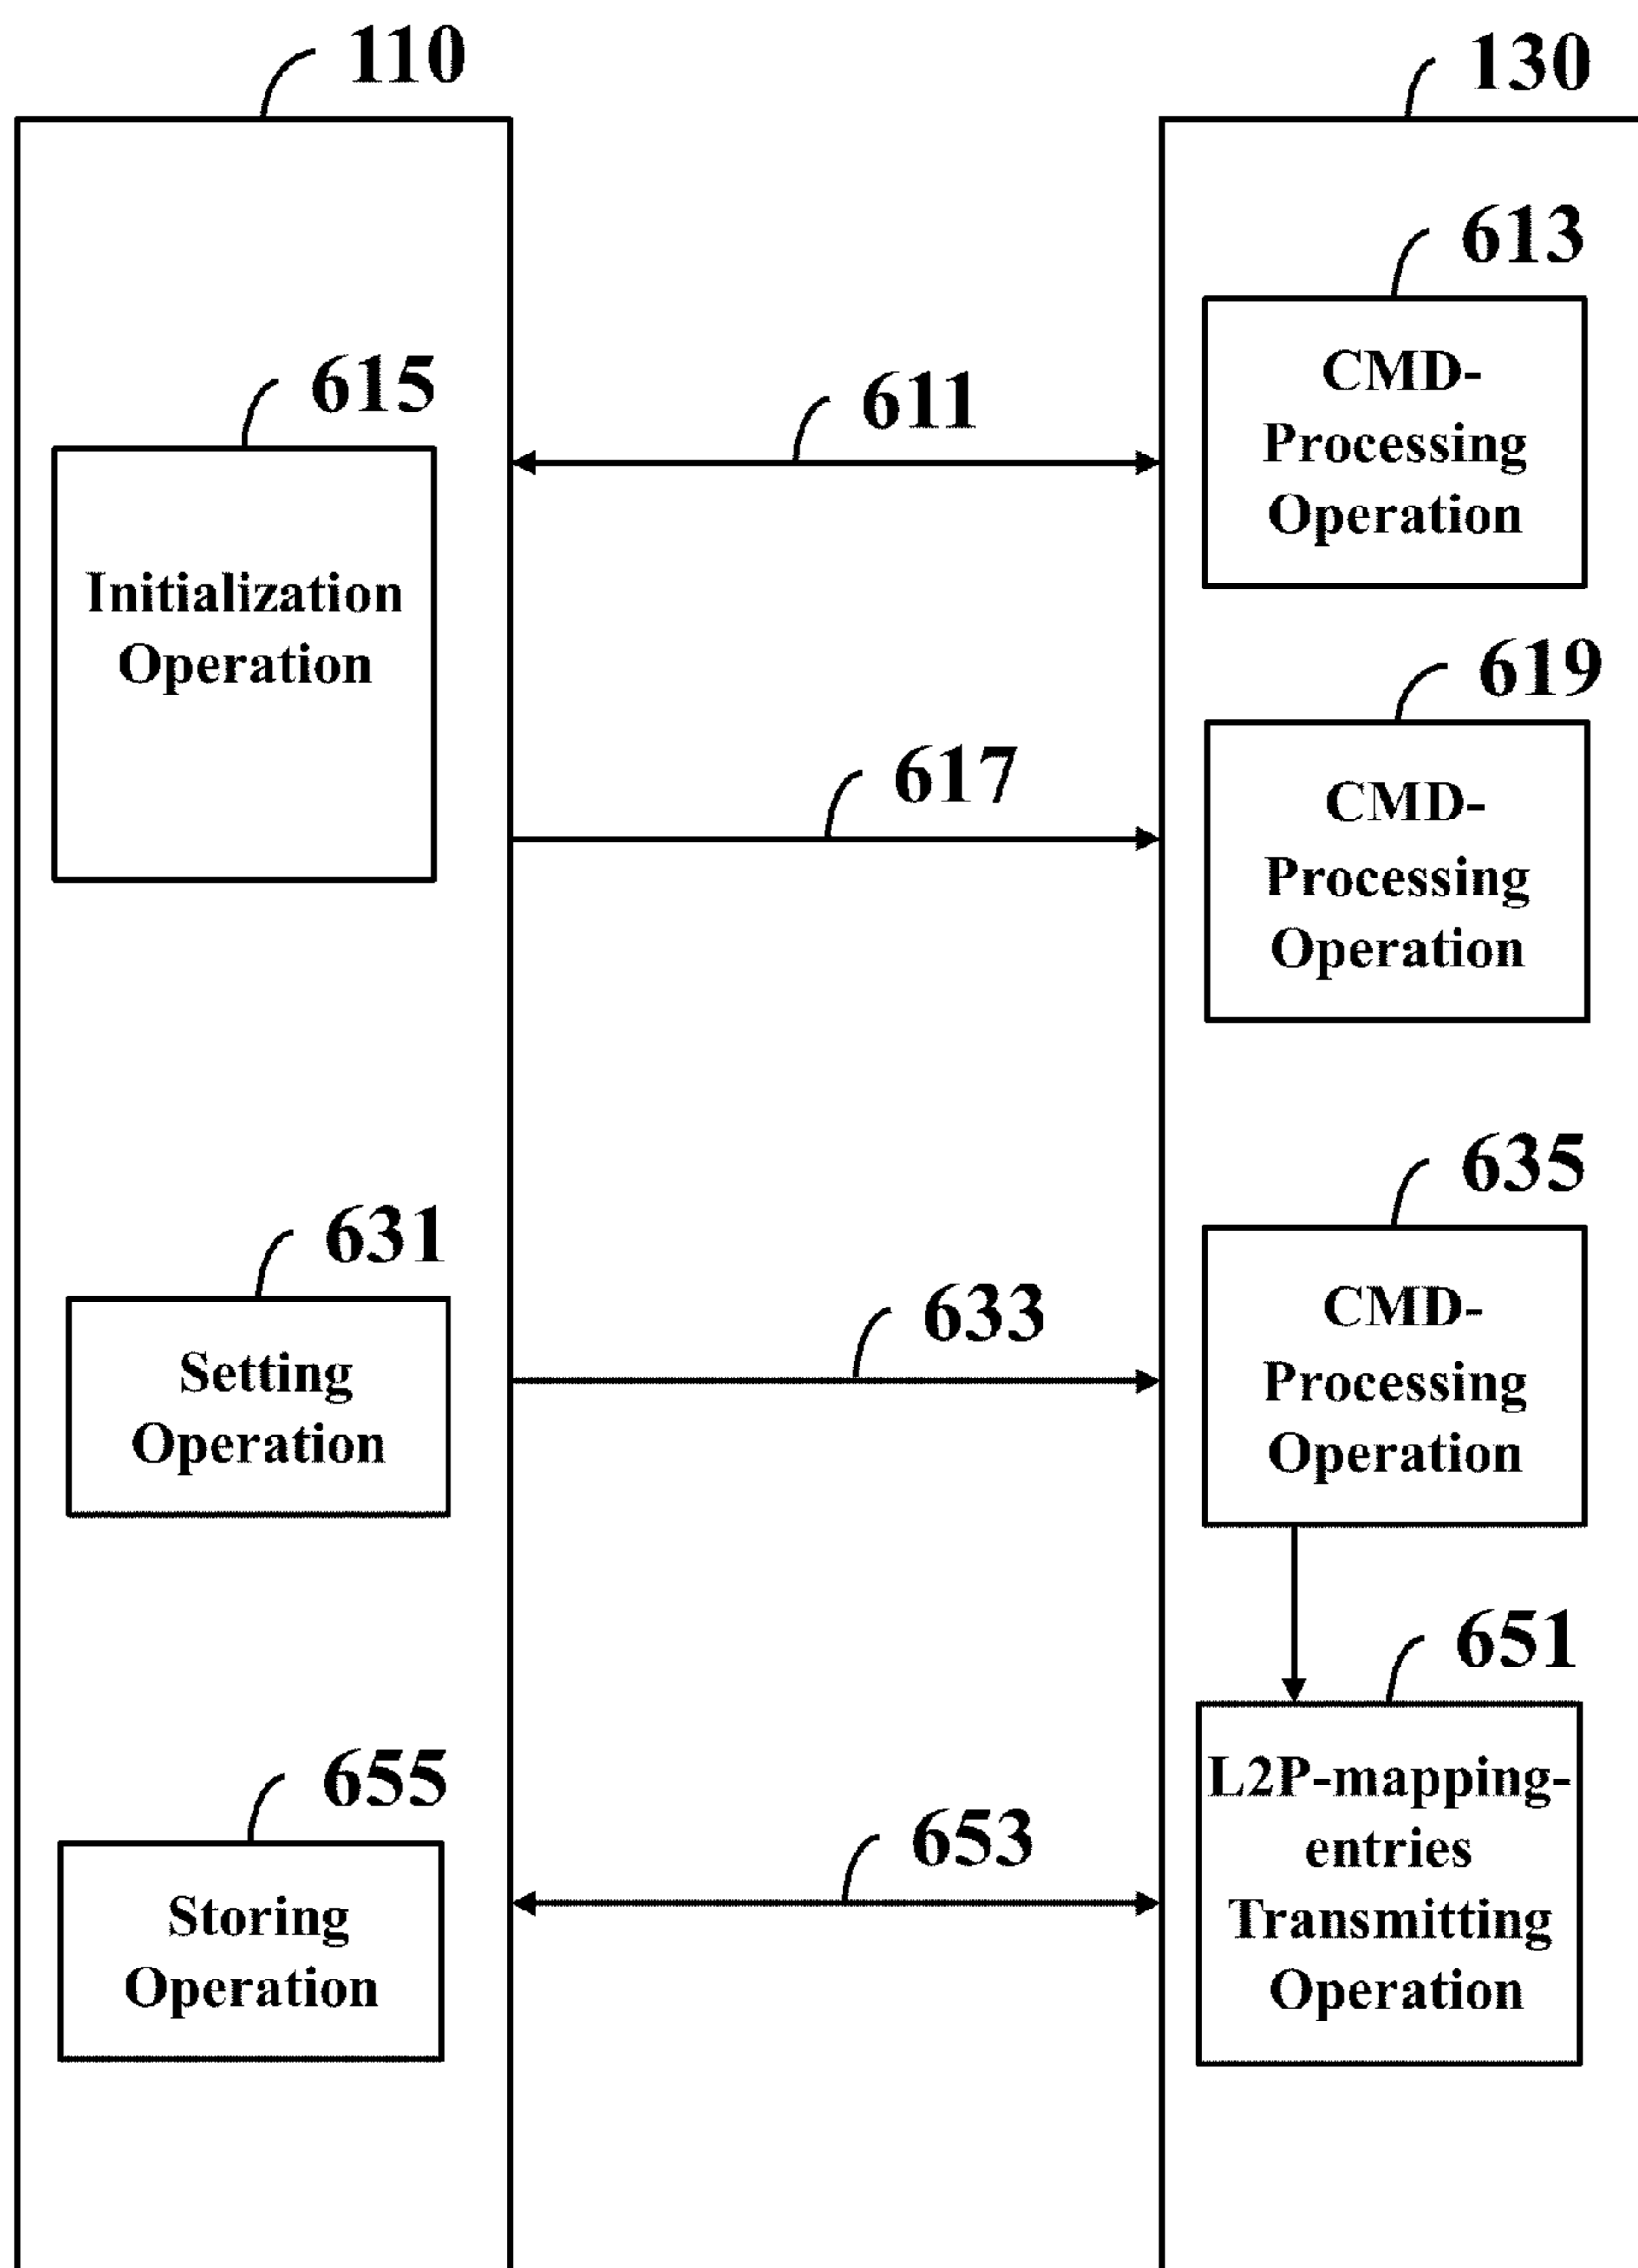 110
130
613
CMD-
Processing
Operation
615
Initialization
Operation
611
619
CMD-
Processing
Operation
617
635
CMD-
Processing
Operation
631
Setting
Operation
633
651
L2P-mapping-
entries
Transmitting
Operation
655
Storing
Operation
653